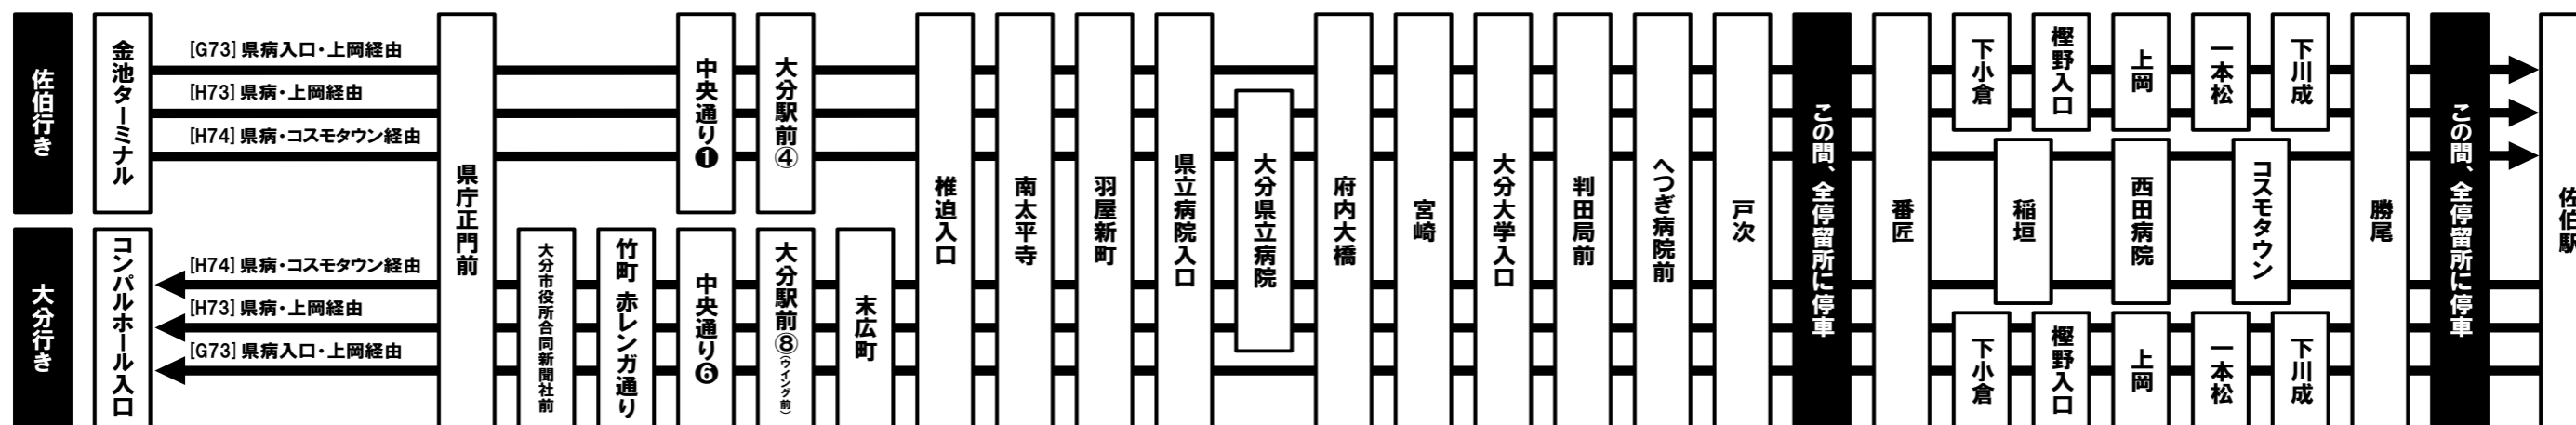 佐伯行き
金池ターミナル
[G73] 県病入口・上岡経由
[H73] 県病・上岡経由
[H74] 県病・コスモタウン経由
大分行き
コンパルホール入口
[H74] 県病・コスモタウン経由
[H73] 県病・上岡経由
[G73] 県病入口・上岡経由
県庁正門前
大分市役所合同新聞社前
竹町 赤レンガ通り
中央通り❶
中央通り❻
大分駅前④
大分駅前⑧(ウイング前)
末広町
椎迫入口
南太平寺
羽屋新町
県立病院入口
大分県立病院
府内大橋
宮崎
大分大学入口
判田局前
へつぎ病院前
戸次
この間、全停留所に停車
番匠
下小倉
樫野入口
上岡
一本松
下川成
稲垣
西田病院
コスモタウン
下小倉
樫野入口
上岡
一本松
下川成
勝尾
この間、全停留所に停車
佐伯駅